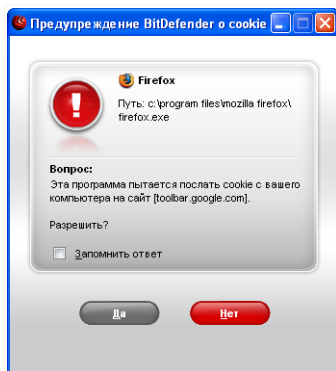 Предупреждение BitDefender о cookie
Firefox
Путь: c:\program files\mozilla firefox\
firefox.exe
Вопрос:
Эта программа пытается послать cookie с вашего
компьютера на сайт [toolbar.google.com].
Разрешить?
Запомнить ответ
Да
Нет